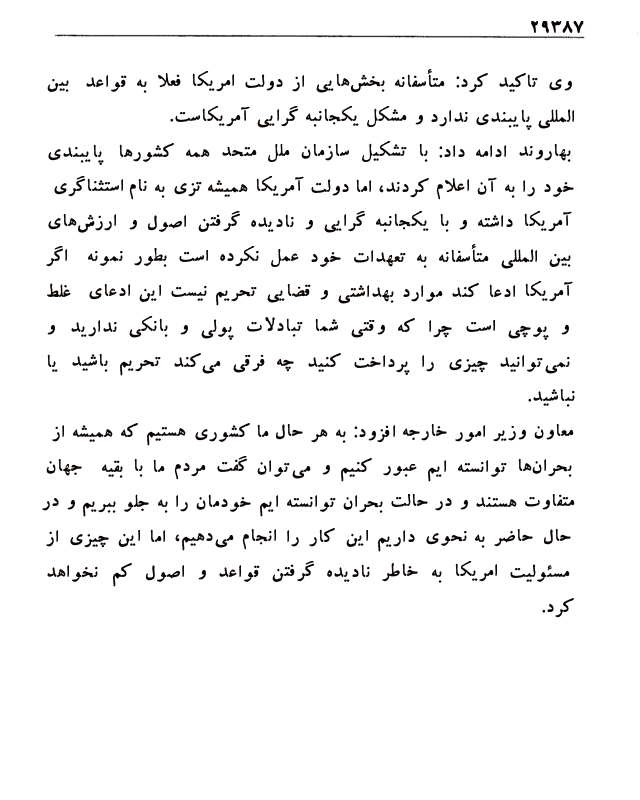 ۲۹۳۸۷
وی تاکید کرد: متأسفانه بخش‌هایی از دولت امریکا فعلا به قواعد بین
المللی پایبندی ندارد و مشکل یکجانبه گرایی آمریکاست.
بهاروند ادامه داد: با تشکیل سازمان ملل متحد همه کشورها پایبندی
خود را به آن اعلام کردند، اما دولت آمریکا همیشه تزی به نام استثناگری
آمریکا داشته و با یکجانبه گرایی و نادیده گرفتن اصول و ارزش‌های
بین المللی متأسفانه به تعهدات خود عمل نکرده است بطور نمونه اگر
آمریکا ادعا کند موارد بهداشتی و قضایی تحریم نیست این ادعای غلط
و پوچی است چرا که وقتی شما تبادلات پولی و بانکی ندارید و
نمی‌توانید چیزی را پرداخت کنید چه فرقی می‌کند تحریم باشید یا
نباشید.
معاون وزیر امور خارجه افزود: به هر حال ما کشوری هستیم که همیشه از
بحران‌ها توانسته ایم عبور کنیم و می‌توان گفت مردم ما با بقیه جهان
متفاوت هستند و در حالت بحران توانسته ایم خودمان را به جلو ببریم و در
حال حاضر به نحوی داریم این کار را انجام می‌دهیم، اما این چیزی از
مسئولیت امریکا به خاطر نادیده گرفتن قواعد و اصول کم نخواهد
کرد.